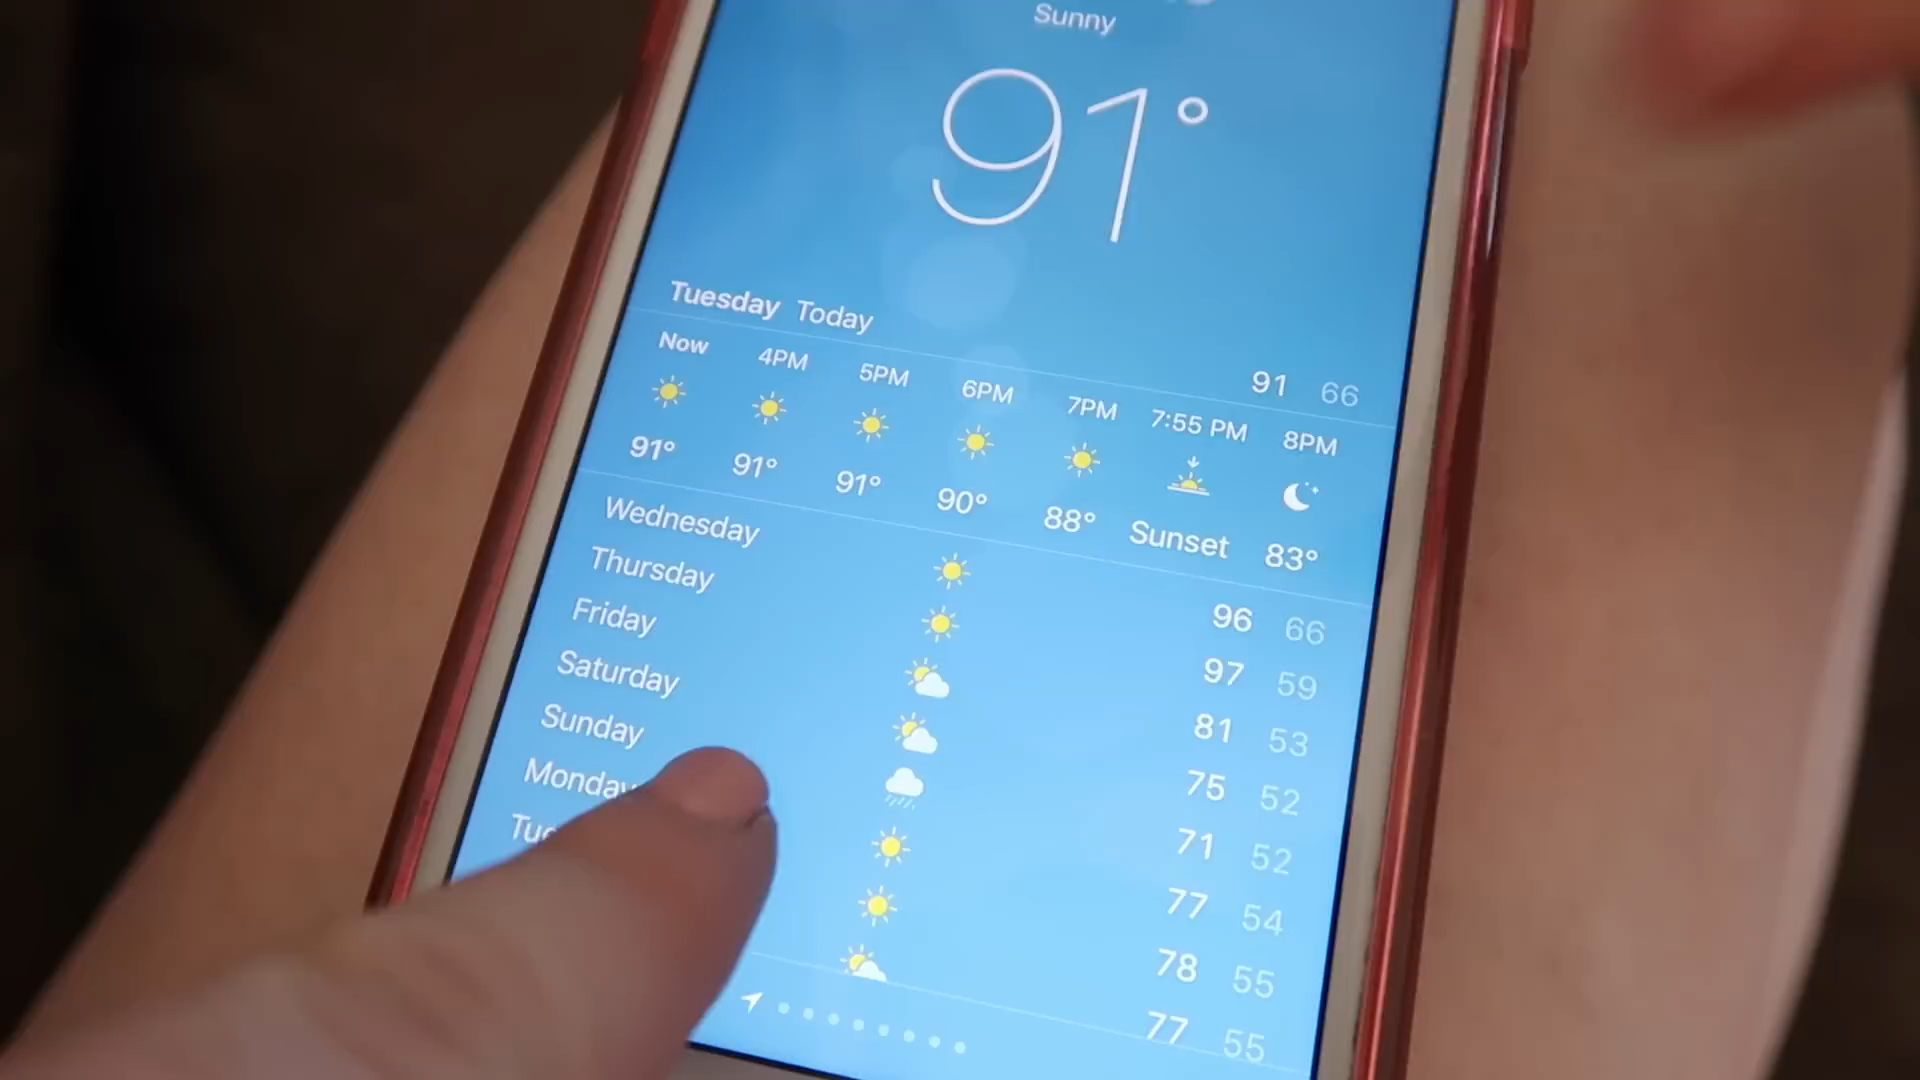 Sunny
91°
Tuesday Today 91 66
Now 4PM 5PM 6PM 7PM 7:55 PM 8PM
91° 91° 91° 90° 88° Sunset 83°
Wednesday 96 66
Thursday 97 59
Friday 81 53
Saturday 75 52
Sunday 71 52
Monday 77 54
78 55
77 55